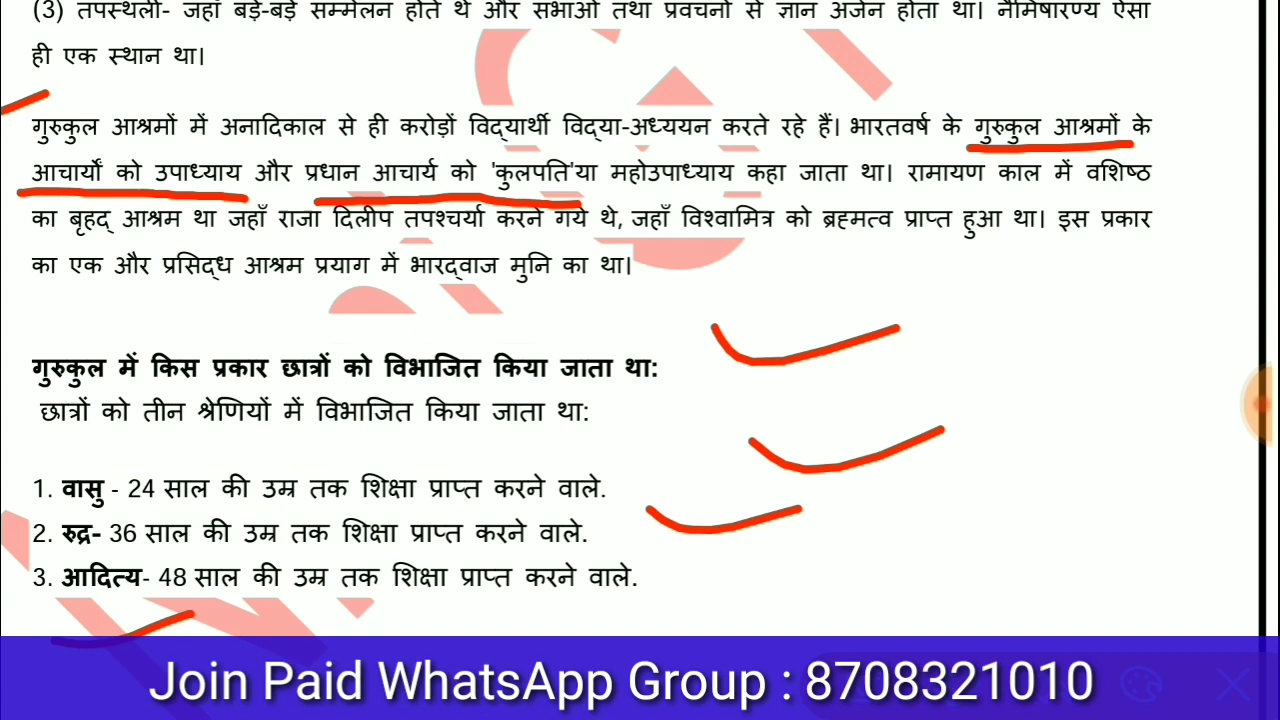 (3) तपस्थली- जहाँ बड़े-बड़े सम्मेलन होते थे और सभाओं तथा प्रवचनों से ज्ञान अर्जन होता था। नैमिषारण्य ऐसा
ही एक स्थान था।
गुरुकुल आश्रमों में अनादिकाल से ही करोड़ों विद्यार्थी विद्या-अध्ययन करते रहे हैं। भारतवर्ष के गुरुकुल आश्रमों के
आचार्यों को उपाध्याय और प्रधान आचार्य को 'कुलपति'या महोउपाध्याय कहा जाता था। रामायण काल में वशिष्ठ
का बृहद् आश्रम था जहाँ राजा दिलीप तपश्चर्या करने गये थे, जहाँ विश्वामित्र को ब्रह्मत्व प्राप्त हुआ था। इस प्रकार
का एक और प्रसिद्ध आश्रम प्रयाग में भारद्वाज मुनि का था।
गुरुकुल में किस प्रकार छात्रों को विभाजित किया जाता था:
छात्रों को तीन श्रेणियों में विभाजित किया जाता था:
1. वासु - 24 साल की उम्र तक शिक्षा प्राप्त करने वाले.
2. रुद्र- 36 साल की उम्र तक शिक्षा प्राप्त करने वाले.
3. आदित्य- 48 साल की उम्र तक शिक्षा प्राप्त करने वाले.
Join Paid WhatsApp Group : 8708321010